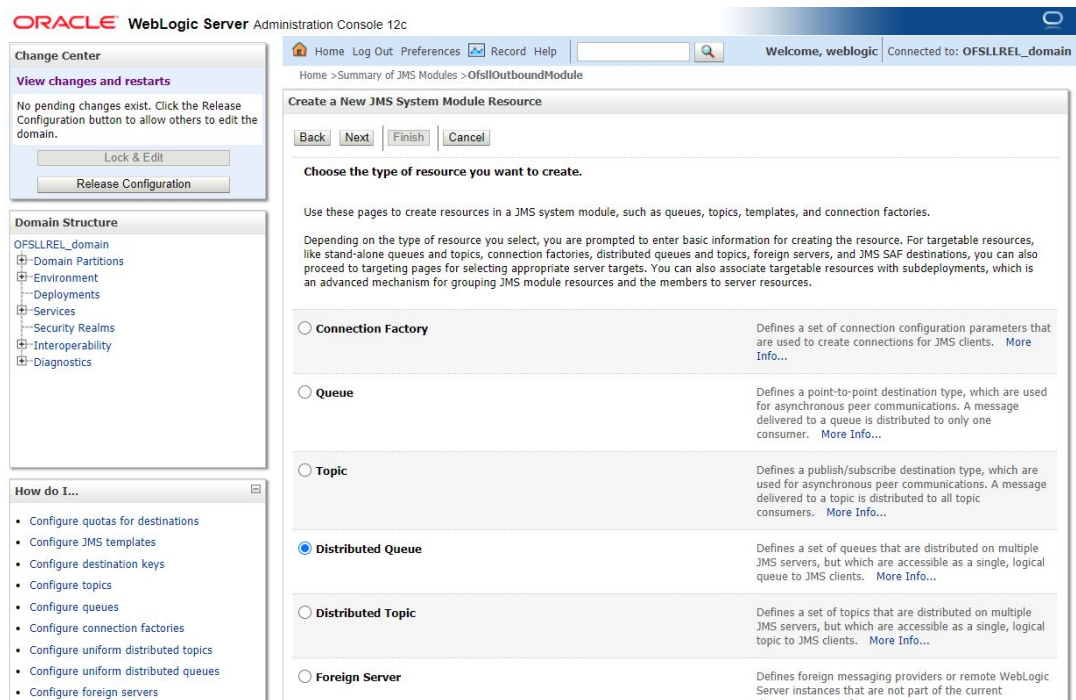 ORACLE WebLogic Server Administration Console 12c
Change Center
View changes and restarts
No pending changes exist. Click the Release
Configuration button to allow others to edit the
domain.
Lock & Edit
Release Configuration
Domain Structure
OFSLLREL_domain
Domain Partitions
Environment
Deployments
Services
Security Realms
Interoperability
Diagnostics
How do I...
Configure quotas for destinations
Configure JMS templates
Configure destination keys
Configure topics
Configure queues
Configure connection factories
Configure uniform distributed topics
Configure uniform distributed queues
Configure foreign servers
Home Log Out Preferences Record Help
Welcome, weblogic Connected to: OFSLLREL_domain
Home >Summary of JMS Modules >OfsllOutboundModule
Create a New JMS System Module Resource
Back Next Finish Cancel
Choose the type of resource you want to create.
Use these pages to create resources in a JMS system module, such as queues, topics, templates, and connection factories.
Depending on the type of resource you select, you are prompted to enter basic information for creating the resource. For targetable resources,
like stand-alone queues and topics, connection factories, distributed queues and topics, foreign servers, and JMS SAF destinations, you can also
proceed to targeting pages for selecting appropriate server targets. You can also associate targetable resources with subdeployments, which is
an advanced mechanism for grouping JMS module resources and the members to server resources.
Connection Factory
Defines a set of connection configuration parameters that
are used to create connections for JMS clients. More
Info...
Queue
Defines a point-to-point destination type, which are used
for asynchronous peer communications. A message
delivered to a queue is distributed to only one
consumer. More Info...
Topic
Defines a publish/subscribe destination type, which are
used for asynchronous peer communications. A message
delivered to a topic is distributed to all topic
consumers. More Info...
Distributed Queue
Defines a set of queues that are distributed on multiple
JMS servers, but which are accessible as a single, logical
queue to JMS clients. More Info...
Distributed Topic
Defines a set of topics that are distributed on multiple
JMS servers, but which are accessible as a single, logical
topic to JMS clients. More Info...
Foreign Server
Defines foreign messaging providers or remote WebLogic
Server instances that are not part of the current